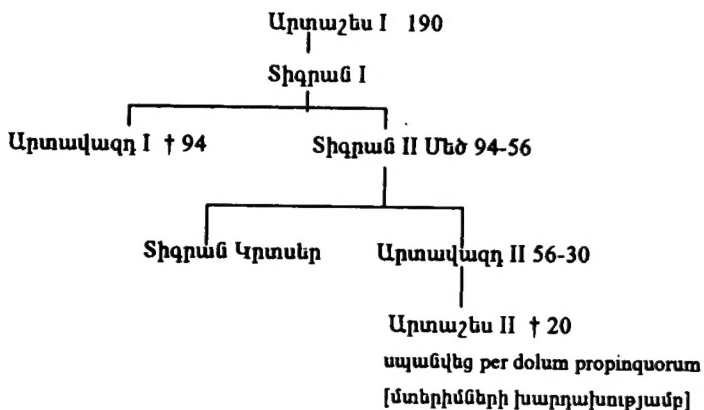 Արտաշես I 190
Տիգրան I
Արտավազդ I † 94
Տիգրան II Մեծ 94-56
Տիգրան Կրտսեր
Արտավազդ II 56-30
Արտաշես II † 20
սպանվեց per dolum propinquorum
[մտերիմների խարդախությամբ]